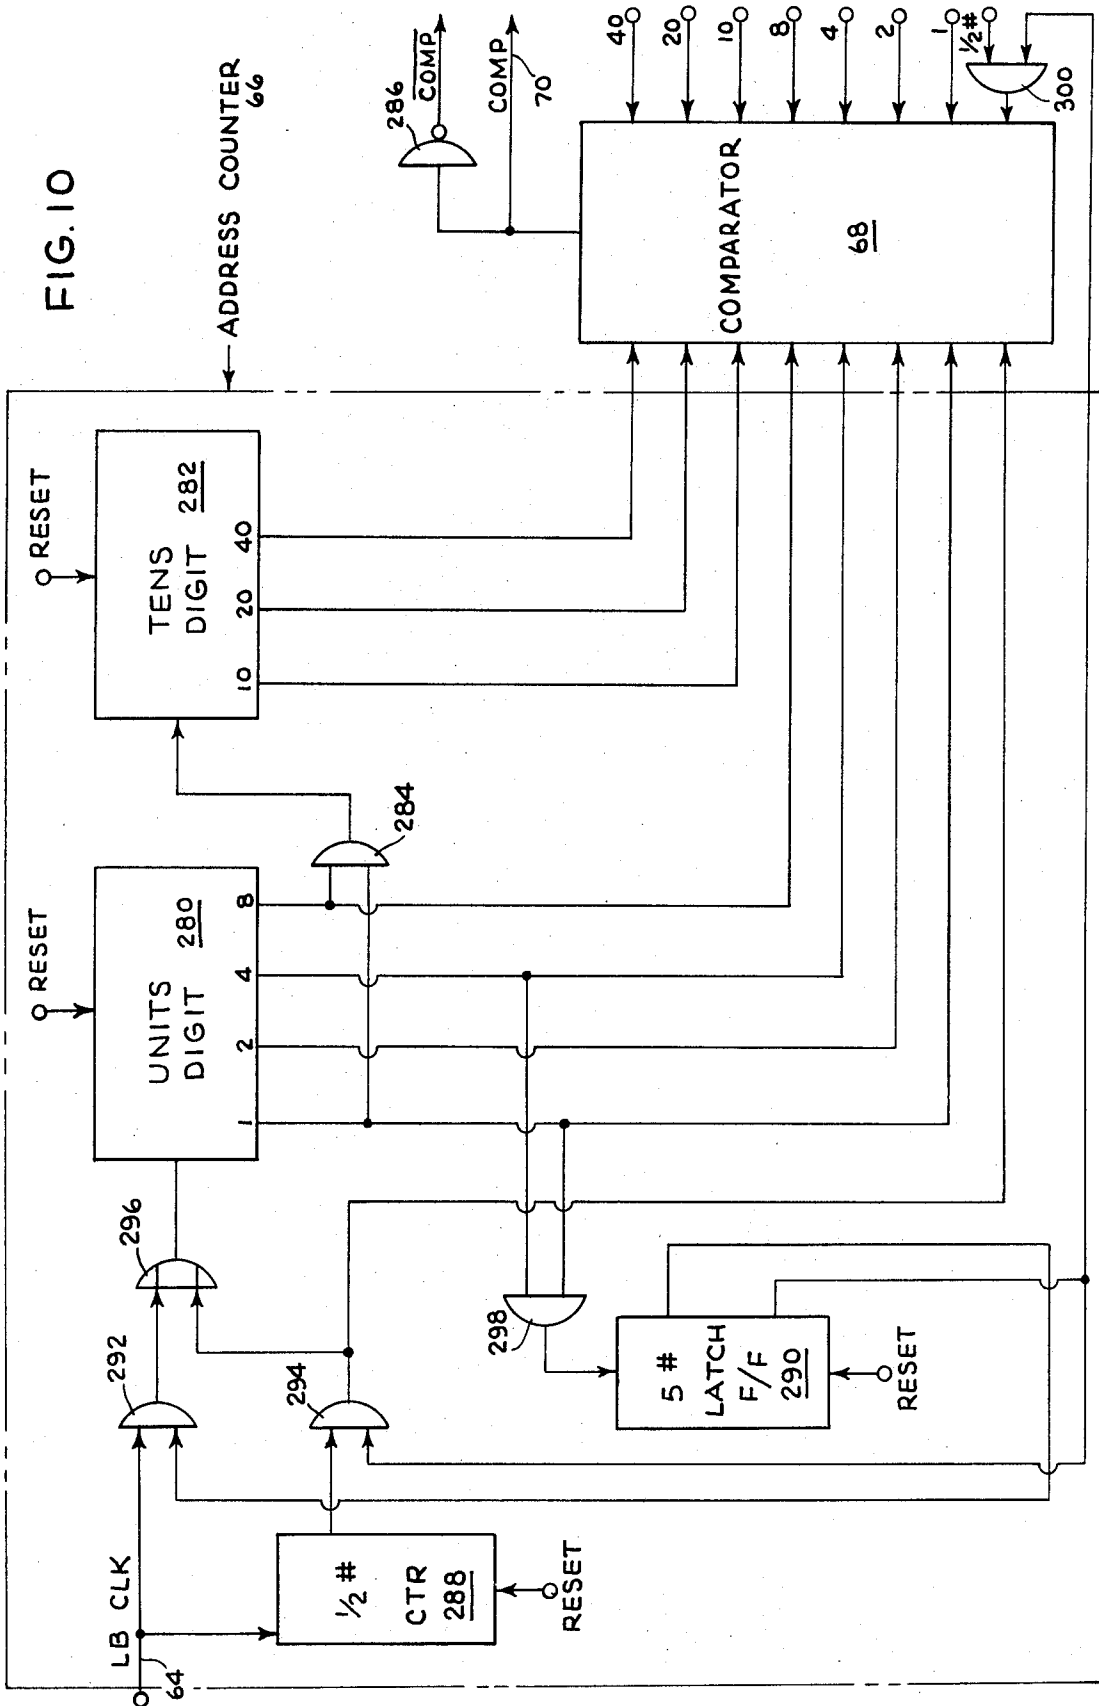 FIG. 10
ADDRESS COUNTER
66
LB CLK
64
1/2 #
CTR
288
RESET
292
294
296
UNITS
DIGIT
280
RESET
1
2
4
8
284
TENS
DIGIT
282
RESET
10
20
40
298
5 #
LATCH
F/F
290
RESET
COMPARATOR
68
286
COMP
COMP
70
40
20
10
8
4
2
1
1/2#
300